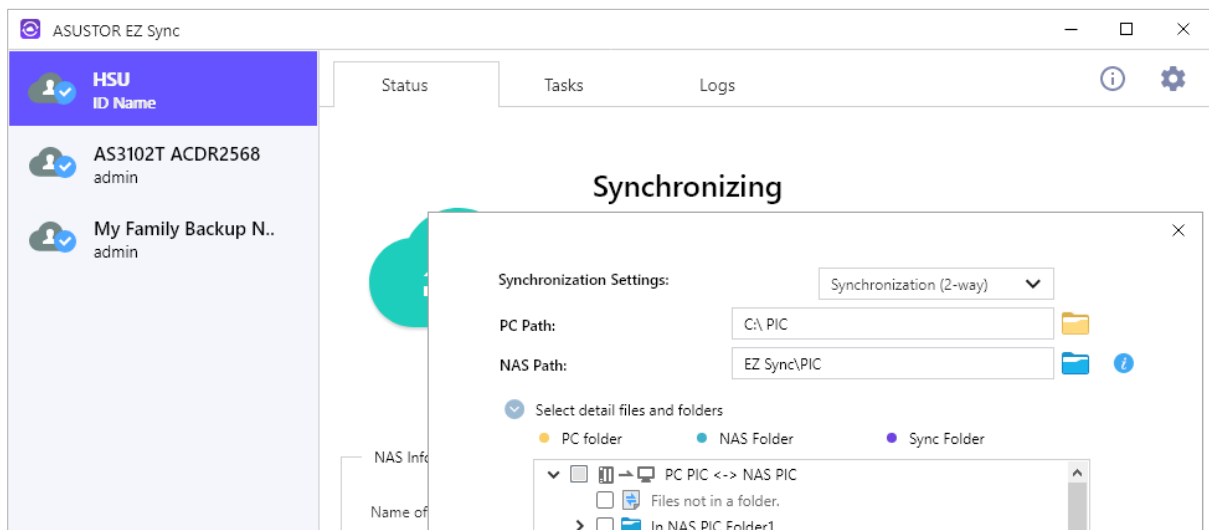 ASUSTOR EZ Sync
HSU
ID Name
AS3102T ACDR2568
admin
My Family Backup N..
admin
Status Tasks Logs
Synchronizing
Synchronization Settings: Synchronization (2-way)
PC Path: C:\ PIC
NAS Path: EZ Sync\PIC
Select detail files and folders
PC folder NAS Folder Sync Folder
NAS Info
PC PIC <-> NAS PIC
Files not in a folder.
Name of
In NAS PIC Folder1